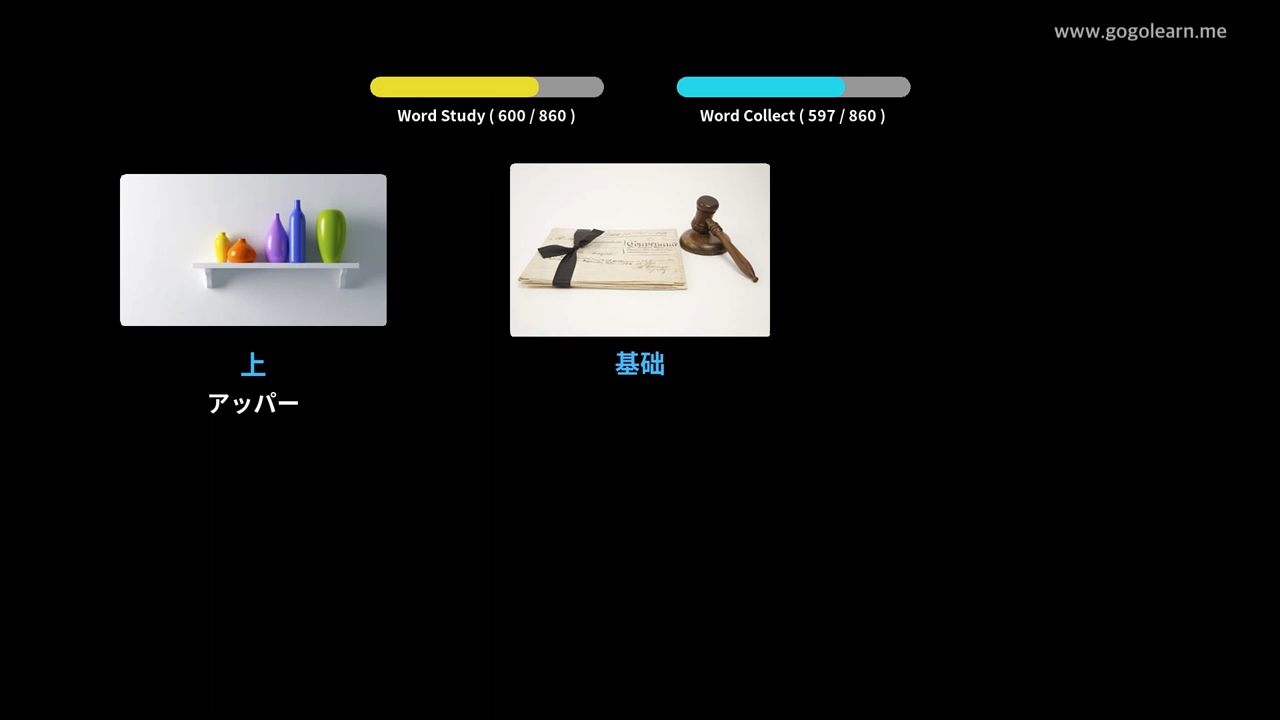 www.gogolearn.me
Word Study ( 600 / 860 )
Word Collect ( 597 / 860 )
上
アッパー
基础